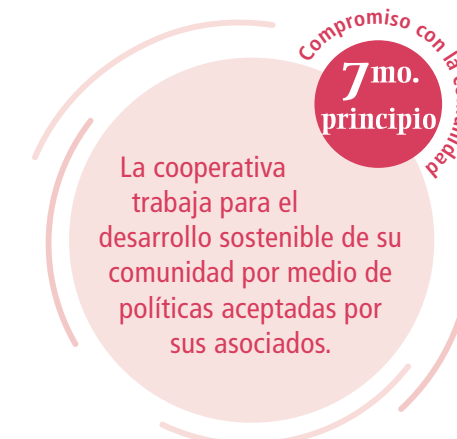 Compromiso con la comunidad
7mo.
principio
La cooperativa
trabaja para el
desarrollo sostenible de su
comunidad por medio de
políticas aceptadas por
sus asociados.